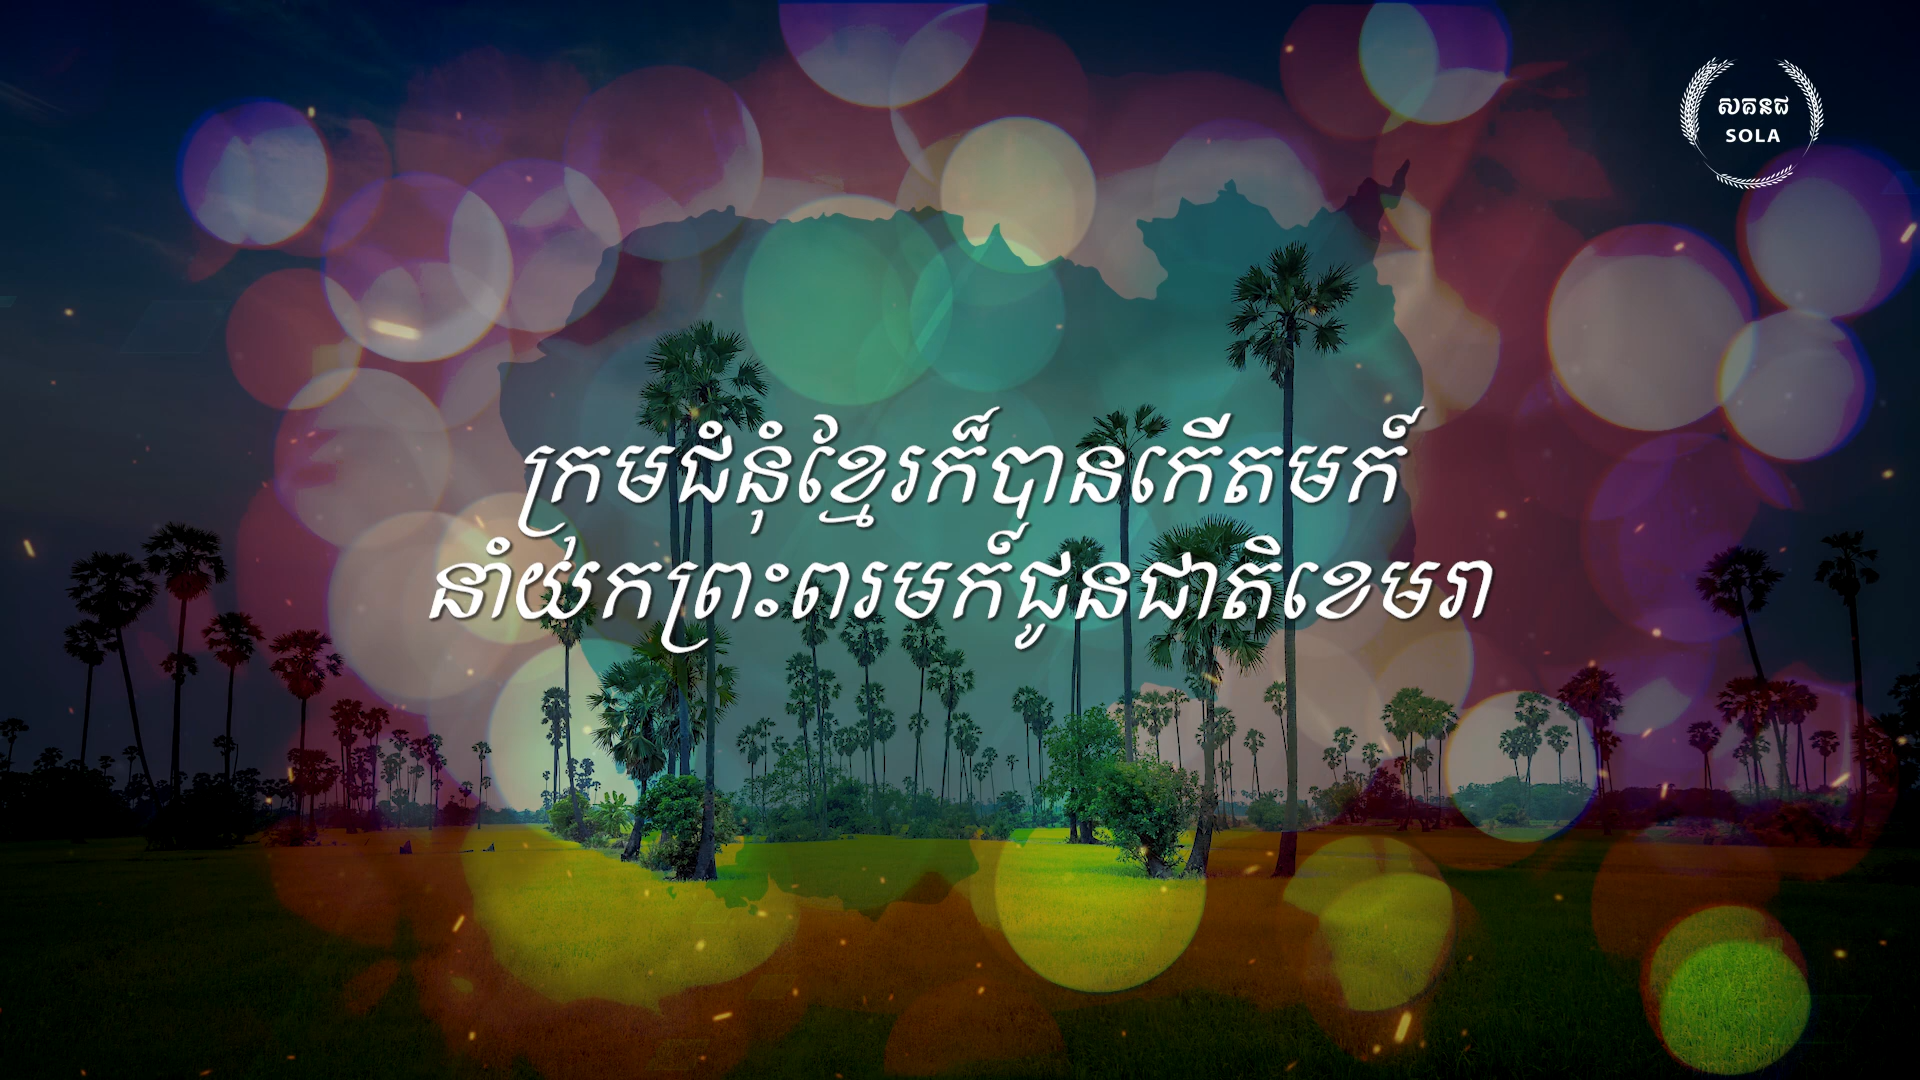 សគនជ
SOLA
ក្រុមជំនុំខ្មែរក៏បានកើតមក៍
នាំយកព្រះពរមក៍ជូនជាតិខេមរា